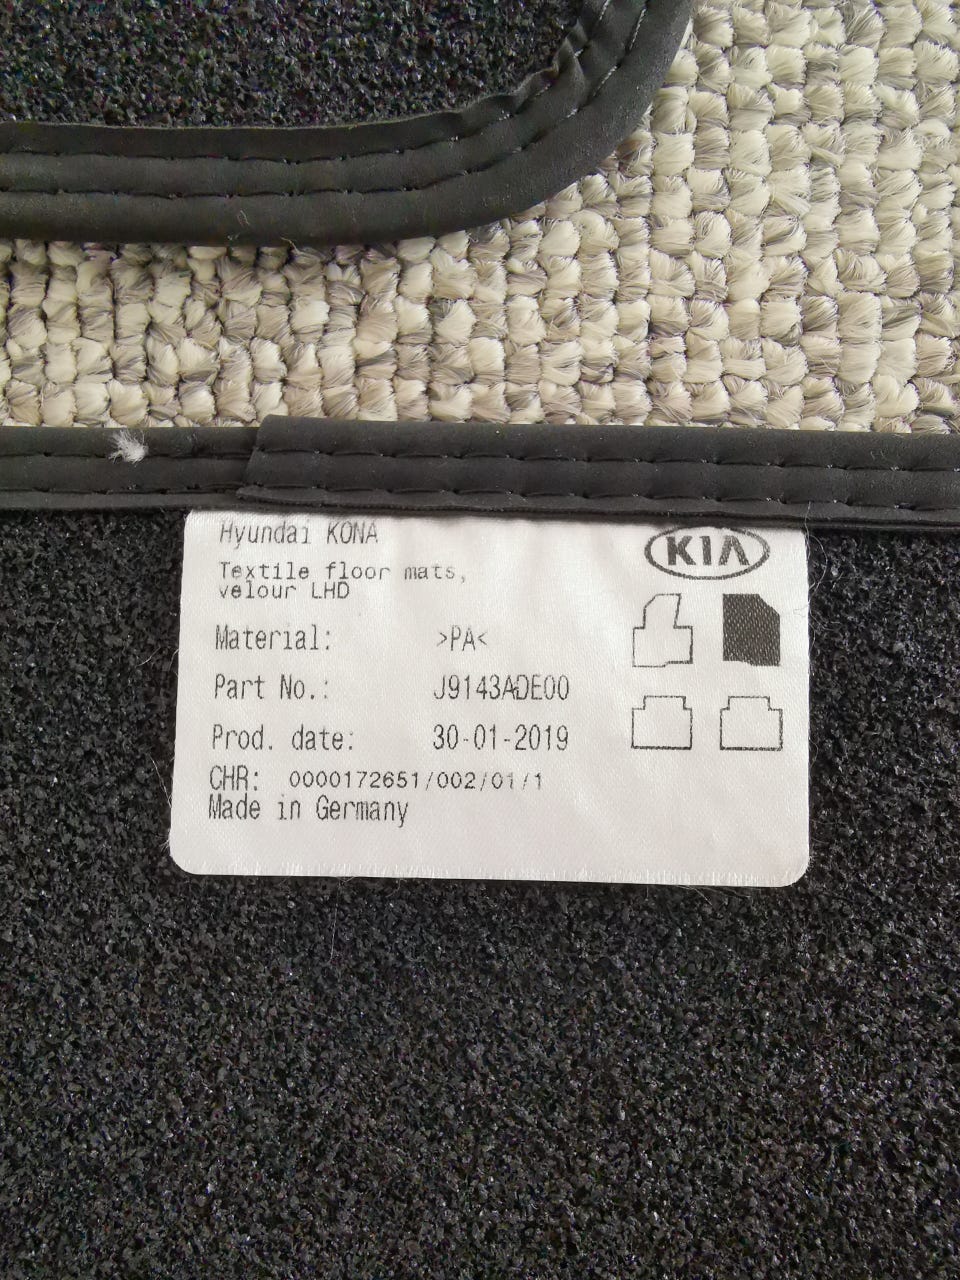 Hyundai KONA
KIA
Textile floor mats,
velour LHD
Material: >PA<
Part No.: J9143ADE00
Prod. date: 30-01-2019
CHR: 0000172651/002/01/1
Made in Germany